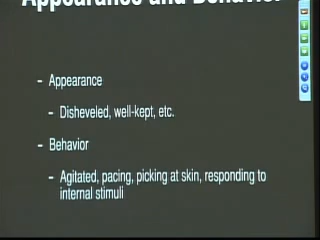 Appearance and Behavior
- Appearance
- Disheveled, well-kept, etc.
- Behavior
- Agitated, pacing, picking at skin, responding to
internal stimuli